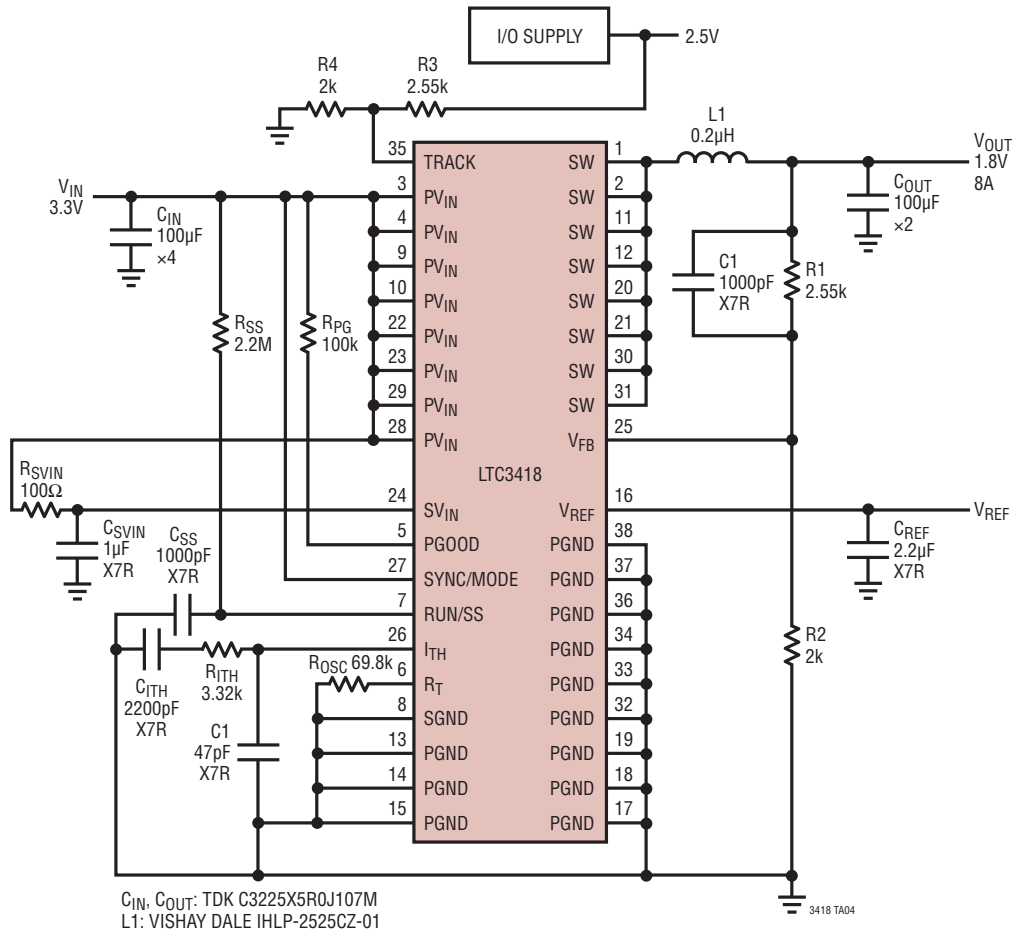 I/O SUPPLY
2.5V
R4
2k
R3
2.55k
L1
0.2µH
VOUT
1.8V
8A
VIN
3.3V
CIN
100µF
×4
COUT
100µF
×2
C1
1000pF
X7R
R1
2.55k
RSS
2.2M
RPG
100k
RSVIN
100Ω
CSVIN
1µF
X7R
CSS
1000pF
X7R
CITH
2200pF
X7R
RITH
3.32k
C1
47pF
X7R
ROSC 69.8k
35 TRACK
3 PVIN
4 PVIN
9 PVIN
10 PVIN
22 PVIN
23 PVIN
29 PVIN
28 PVIN
24 SVIN
5 PGOOD
27 SYNC/MODE
7 RUN/SS
26 ITH
6 RT
8 SGND
13 PGND
14 PGND
15 PGND
LTC3418
SW 1
SW 2
SW 11
SW 12
SW 20
SW 21
SW 30
SW 31
VFB 25
VREF 16
PGND 38
PGND 37
PGND 36
PGND 34
PGND 33
PGND 32
PGND 19
PGND 18
PGND 17
VREF
CREF
2.2µF
X7R
R2
2k
CIN, COUT: TDK C3225X5R0J107M
L1: VISHAY DALE IHLP-2525CZ-01
3418 TA04